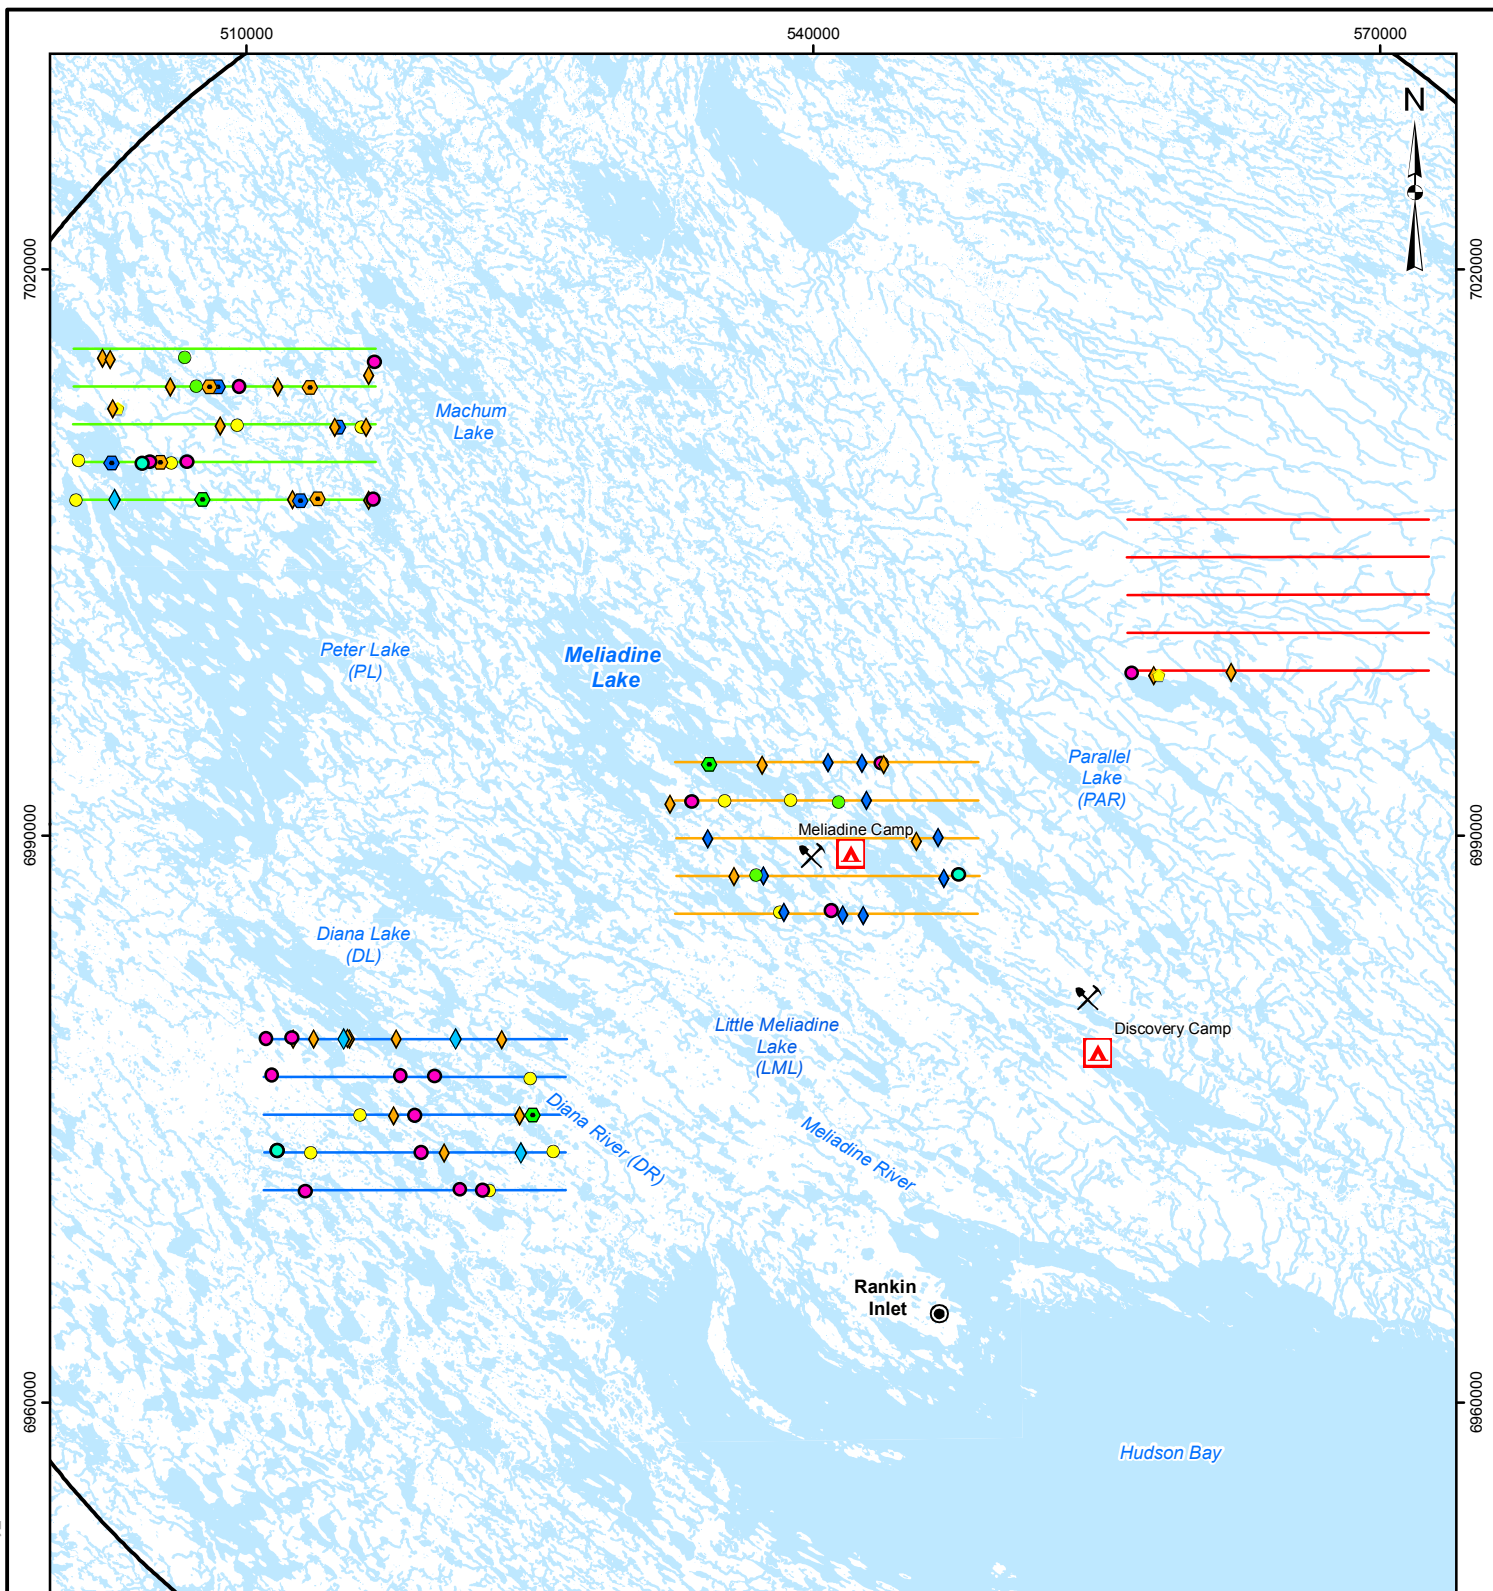 510000
540000
570000
N
7020000
7020000
Machum
Lake
Peter Lake
(PL)
Meliadine
Lake
Parallel
Lake
(PAR)
6990000
6990000
Meliadine Camp
Diana Lake
(DL)
Little Meliadine
Lake
(LML)
Discovery Camp
Diana River (DR)
Meliadine River
Rankin
Inlet
6960000
6960000
Hudson Bay